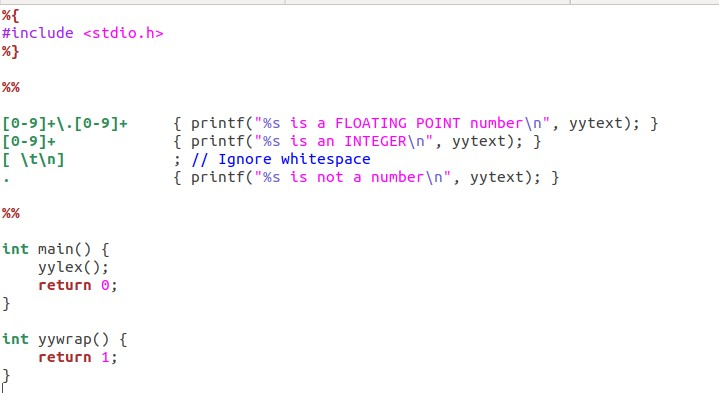 %{
#include <stdio.h>
%}
%%
[0-9]+\.[0-9]+     { printf("%s is a FLOATING POINT number\n", yytext); }
[0-9]+             { printf("%s is an INTEGER\n", yytext); }
[ \t\n]            ; // Ignore whitespace
.                  { printf("%s is not a number\n", yytext); }
%%
int main() {
    yylex();
    return 0;
}
int yywrap() {
    return 1;
}